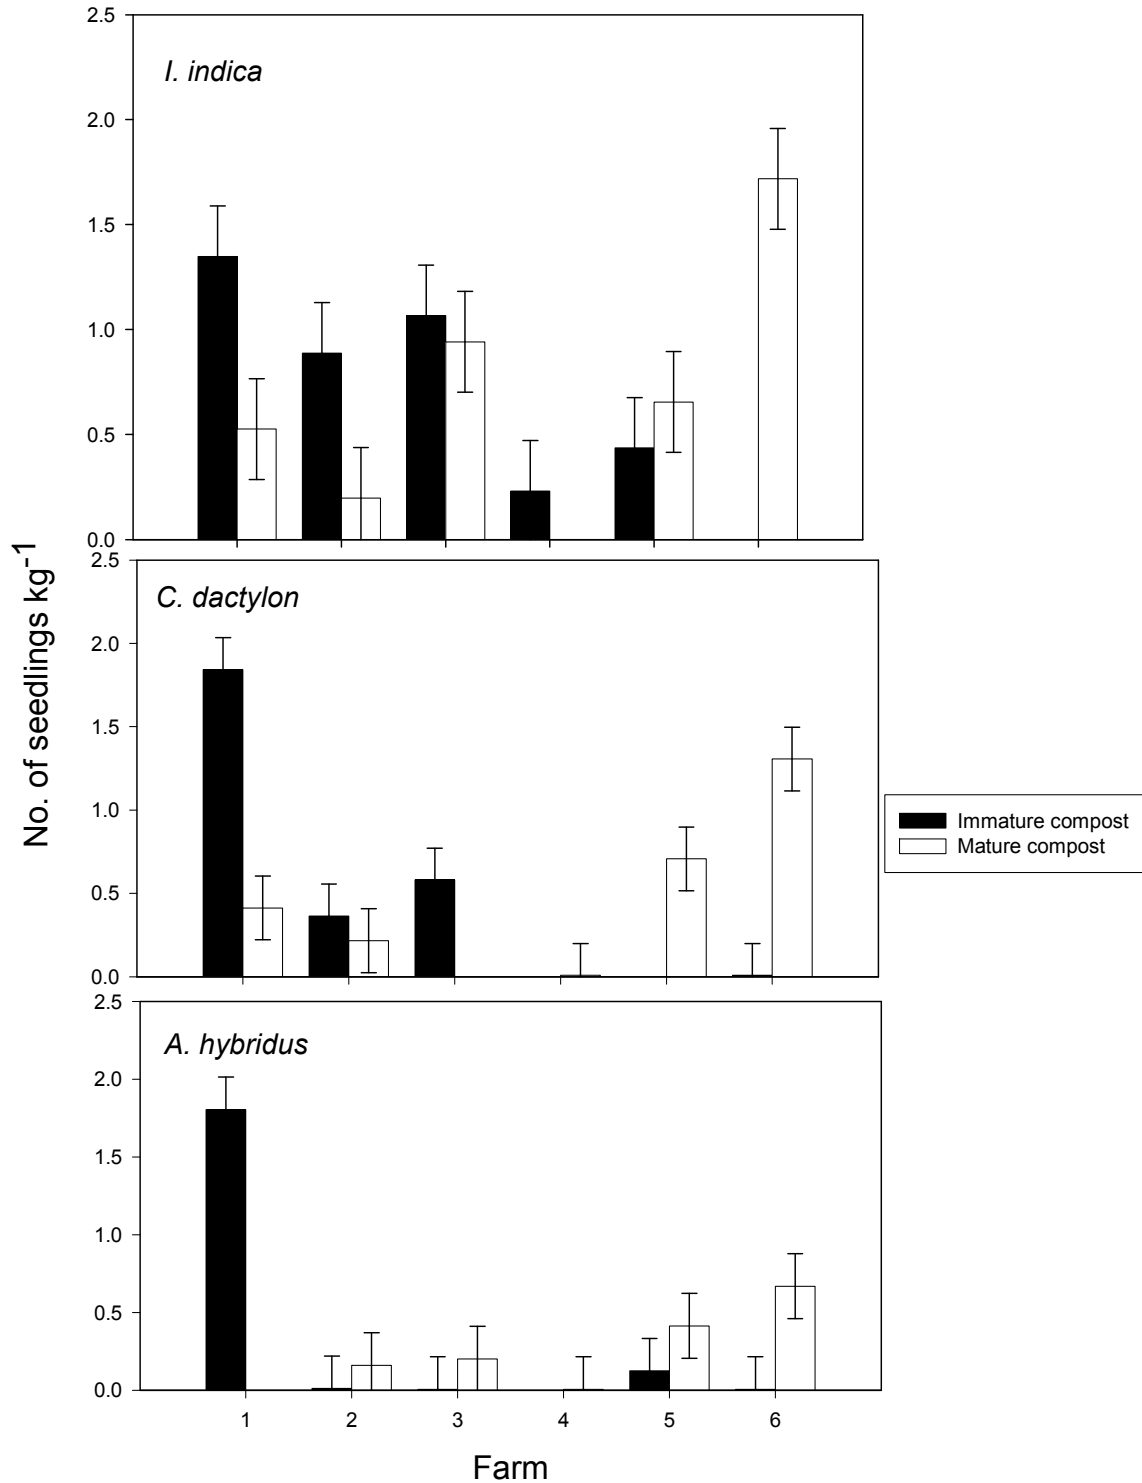 2.5
I. indica
2.0
1.5
1.0
0.5
0.0
No. of seedlings kg-1
2.5
C. dactylon
2.0
1.5
1.0
0.5
0.0
Immature compost
Mature compost
2.5
A. hybridus
2.0
1.5
1.0
0.5
0.0
1 2 3 4 5 6
Farm